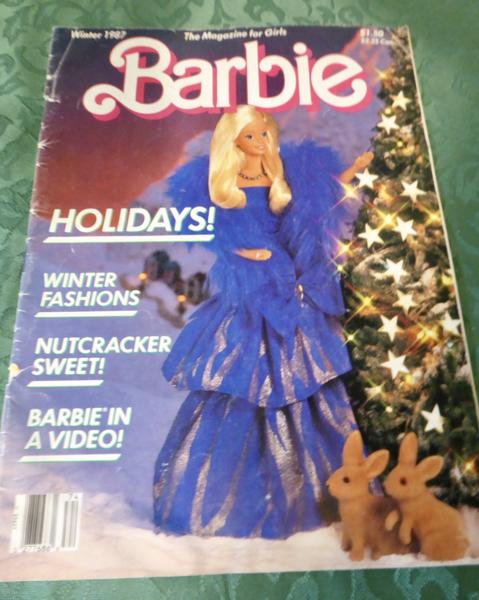 Winter 1987
The Magazine for Girls
$1.50
Barbie
HOLIDAYS!
WINTER
FASHIONS
NUTCRACKER
SWEET!
BARBIE® IN
A VIDEO!